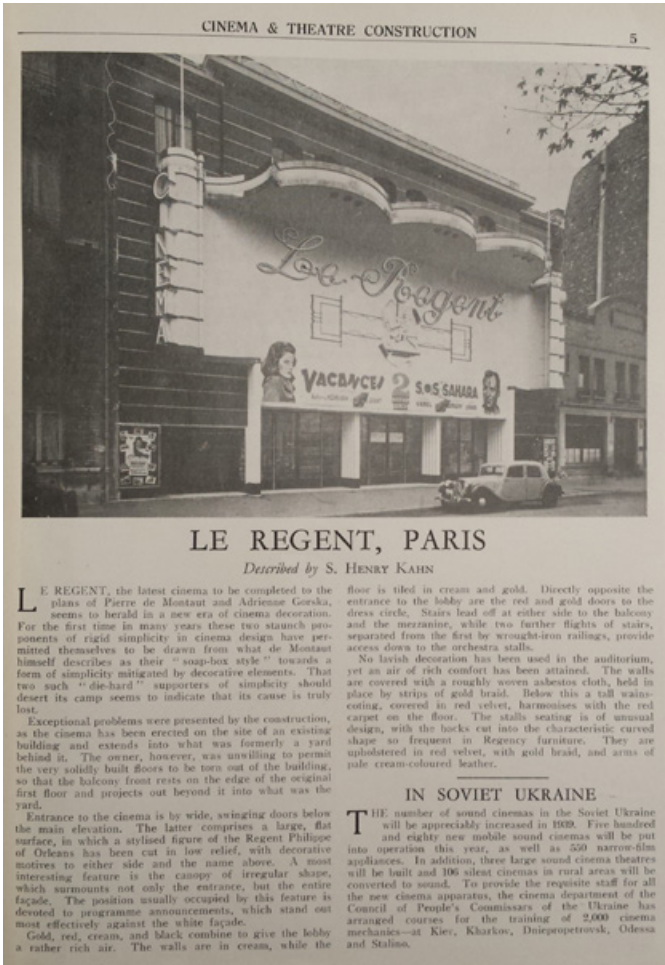 CINEMA & THEATRE CONSTRUCTION
5
CINEMA
Le Regent
VACANCES
2
S.O.S. SAHARA
LE REGENT, PARIS
Described by S. HENRY KAHN
LE REGENT, the latest cinema to be completed to the
plans of Pierre de Montaut and Adrienne Gorska,
seems to herald in a new era of cinema decoration.
For the first time in many years these two staunch pro-
ponents of rigid simplicity in cinema design have per-
mitted themselves to be drawn from what de Montaut
himself describes as their "soap-box style" towards a
form of simplicity mitigated by decorative elements. That
two such "die-hard" supporters of simplicity should
desert its camp seems to indicate that its cause is truly
lost.
Exceptional problems were presented by the construction,
as the cinema has been erected on the site of an existing
building and extends into what was formerly a yard
behind it. The owner, however, was unwilling to permit
the very solidly built floors to be torn out of the building,
so that the balcony front rests on the edge of the original
first floor and projects out beyond it into what was the
yard.
Entrance to the cinema is by wide, swinging doors below
the main elevation. The latter comprises a large, flat
surface, in which a stylised figure of the Regent Philippe
of Orleans has been cut in low relief, with decorative
motives to either side and the name above. A most
interesting feature is the canopy of irregular shape,
which surmounts not only the entrance, but the entire
façade. The position usually occupied by this feature is
devoted to programme announcements, which stand out
most effectively against the white façade.
Gold, red, cream, and black combine to give the lobby
a rather rich air. The walls are in cream, while the
floor is tiled in cream and gold. Directly opposite the
entrance to the lobby are the red and gold doors to the
dress circle. Stairs lead off at either side to the balcony
and the mezzanine, while two further flights of stairs,
separated from the first by wrought-iron railings, provide
access down to the orchestra stalls.
No lavish decoration has been used in the auditorium,
yet an air of rich comfort has been attained. The walls
are covered with a roughly woven asbestos cloth, held in
place by strips of gold braid. Below this a tall wains-
coting, covered in red velvet, harmonises with the red
carpet on the floor. The stalls seating is of unusual
design, with the backs cut into the characteristic curved
shape so frequent in Regency furniture. They are
upholstered in red velvet, with gold braid, and arms of
pale cream-coloured leather.
IN SOVIET UKRAINE
THE number of sound cinemas in the Soviet Ukraine
will be appreciably increased in 1939. Five hundred
and eighty new mobile sound cinemas will be put
into operation this year, as well as 550 narrow-film
appliances. In addition, three large sound cinema theatres
will be built and 106 silent cinemas in rural areas will be
converted to sound. To provide the requisite staff for all
the new cinema apparatus, the cinema department of the
Council of People's Commissars of the Ukraine has
arranged courses for the training of 2,000 cinema
mechanics—at Kiev, Kharkov, Dniepropetrovsk, Odessa
and Stalino.